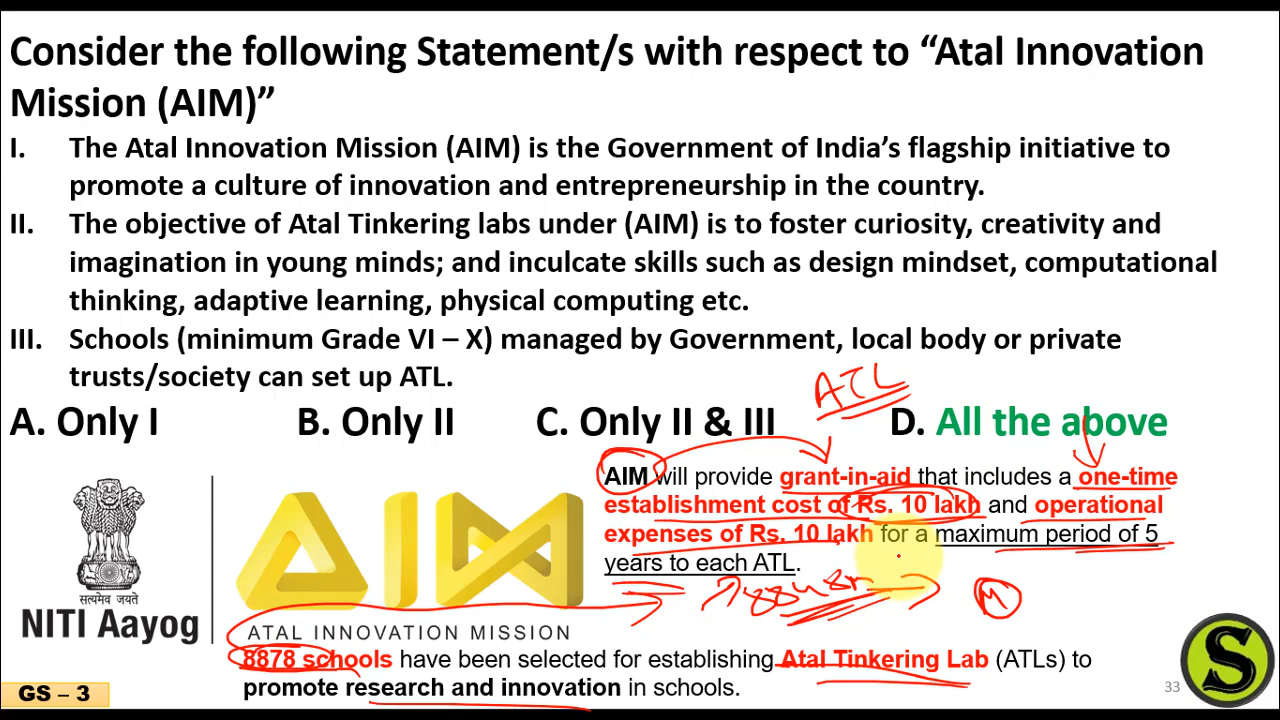 Consider the following Statement/s with respect to “Atal Innovation
Mission (AIM)”
I. The Atal Innovation Mission (AIM) is the Government of India’s flagship initiative to
promote a culture of innovation and entrepreneurship in the country.
II. The objective of Atal Tinkering labs under (AIM) is to foster curiosity, creativity and
imagination in young minds; and inculcate skills such as design mindset, computational
thinking, adaptive learning, physical computing etc.
III. Schools (minimum Grade VI – X) managed by Government, local body or private
trusts/society can set up ATL.
ATL
A. Only I B. Only II C. Only II & III D. All the above
AIM will provide grant-in-aid that includes a one-time
establishment cost of Rs. 10 lakh and operational
expenses of Rs. 10 lakh for a maximum period of 5
years to each ATL.
सत्यमेव जयते
NITI Aayog
ATAL INNOVATION MISSION
8878 schools have been selected for establishing Atal Tinkering Lab (ATLs) to
promote research and innovation in schools.
M
S
GS – 3
33